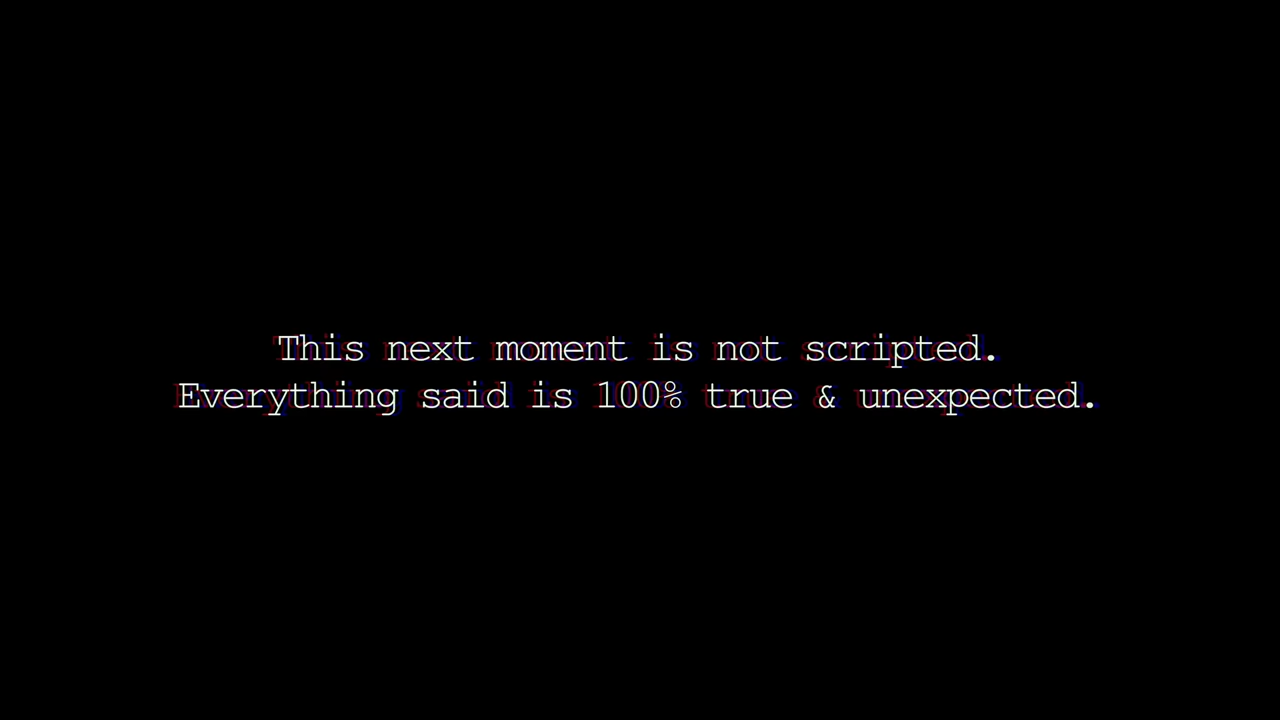 This next moment is not scripted.
Everything said is 100% true & unexpected.